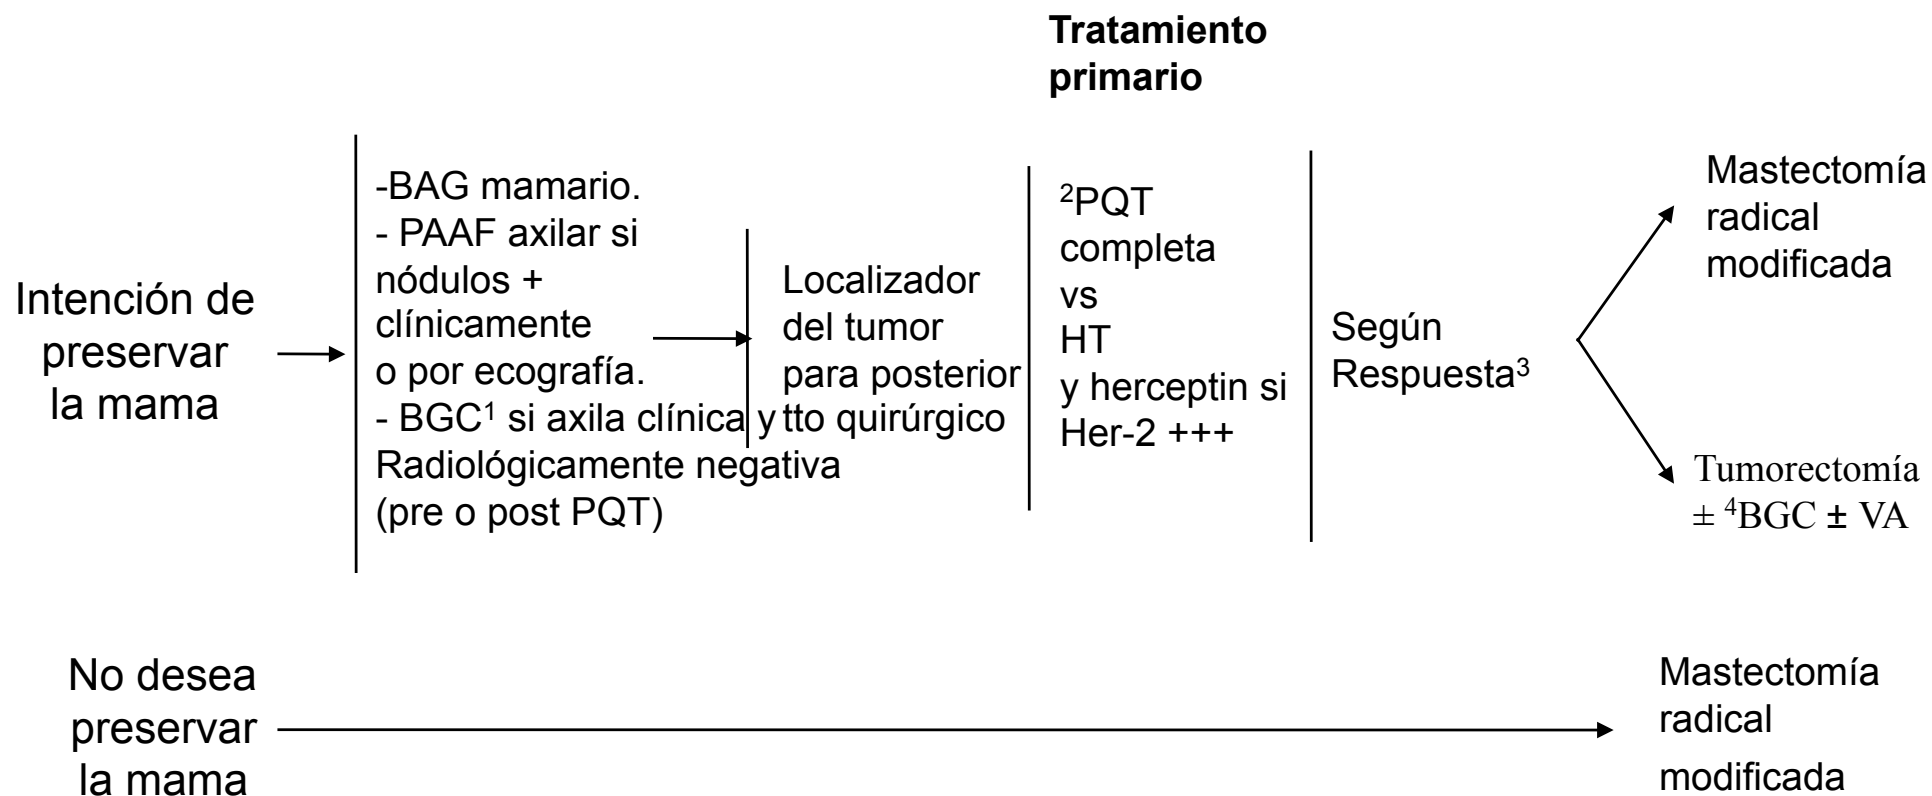 Tratamiento
primario
Intención de
preservar
la mama
-BAG mamario.
- PAAF axilar si
nódulos +
clínicamente
o por ecografía.
- BGC¹ si axila clínica y
Radiológicamente negativa
(pre o post PQT)
Localizador
del tumor
para posterior
tto quirúrgico
²PQT
completa
vs
HT
y herceptin si
Her-2 +++
Según
Respuesta³
Mastectomía
radical
modificada
Tumorectomía
± ⁴BGC ± VA
No desea
preservar
la mama
Mastectomía
radical
modificada